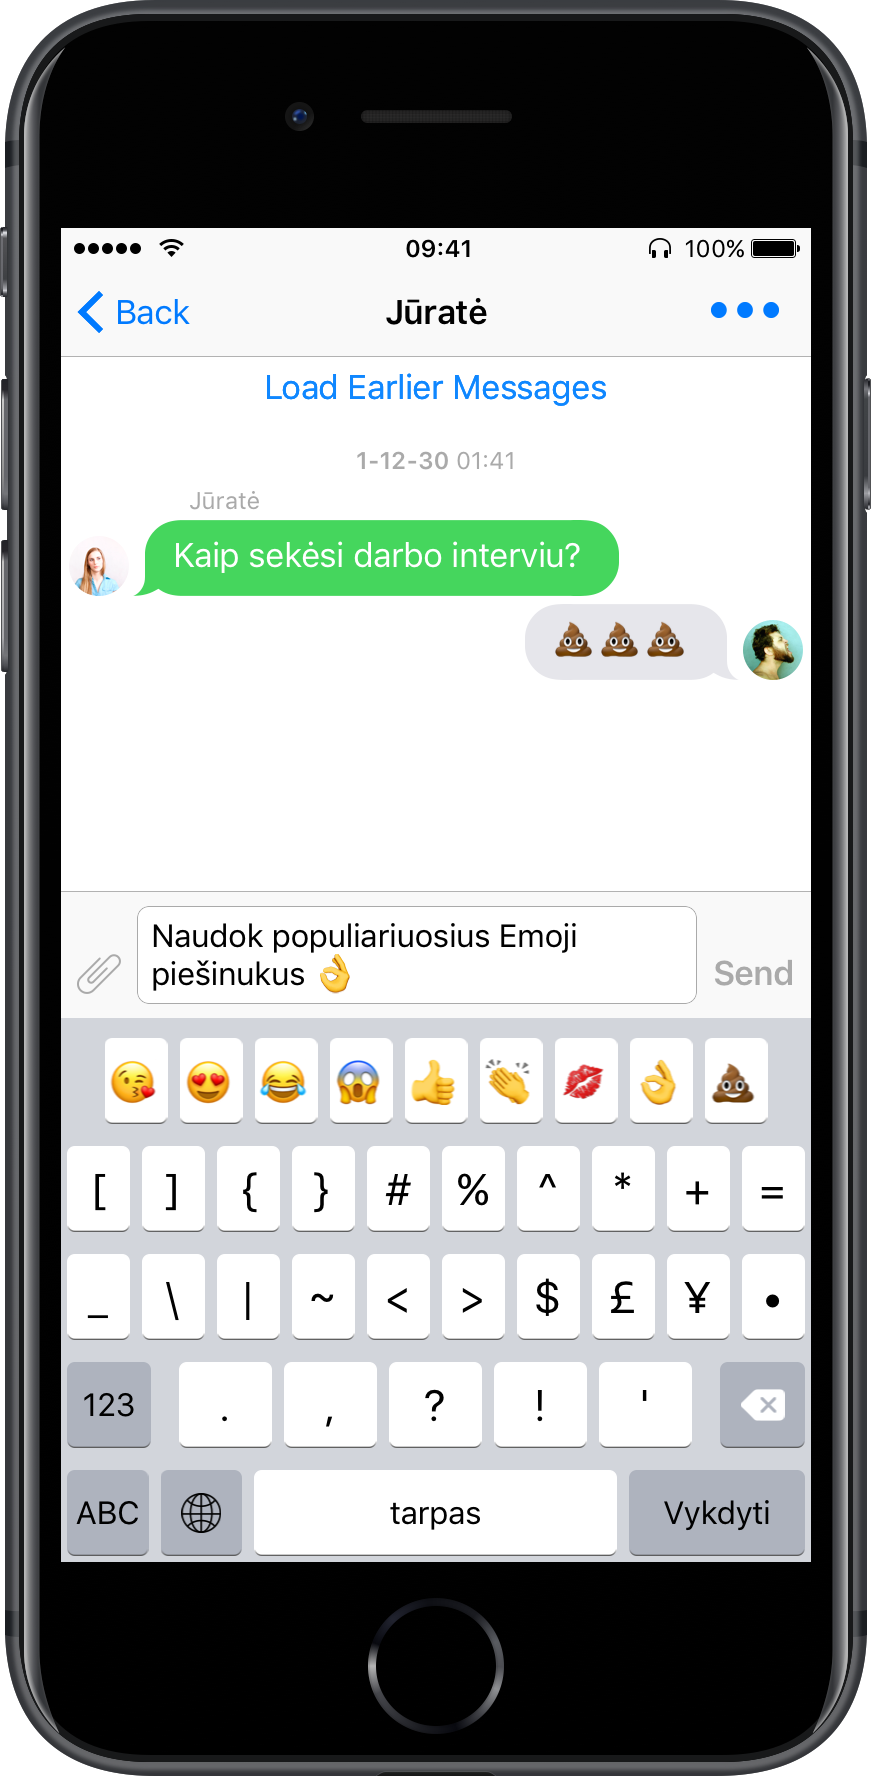 09:41
100%
Back
Jūratė
Load Earlier Messages
1-12-30 01:41
Jūratė
Kaip sekėsi darbo interviu?
💩💩💩
Naudok populiariuosius Emoji
piešinukus 👌
Send
😘 😍 😂 😱 👍 👏 💋 👌 💩
[ ] { } # % ^ * + =
_ \ | ~ < > $ £ ¥ •
123 . , ? ! '
ABC tarpas Vykdyti